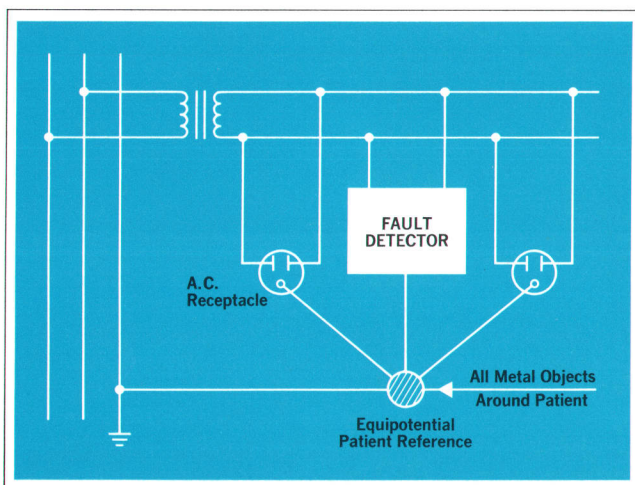 FAULT
DETECTOR
A.C.
Receptacle
All Metal Objects
Around Patient
Equipotential
Patient Reference